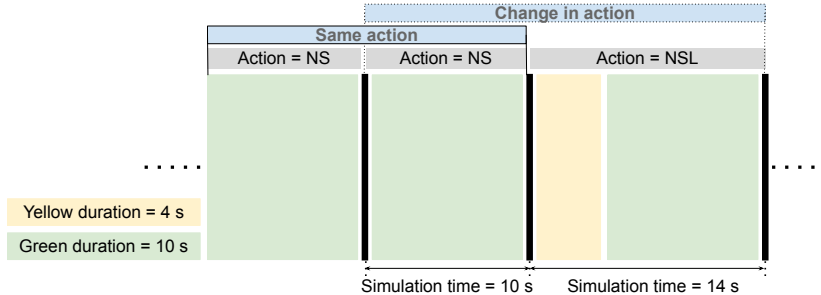 Change in action
Same action
Action = NS
Action = NS
Action = NSL
Yellow duration = 4 s
Green duration = 10 s
Simulation time = 10 s
Simulation time = 14 s